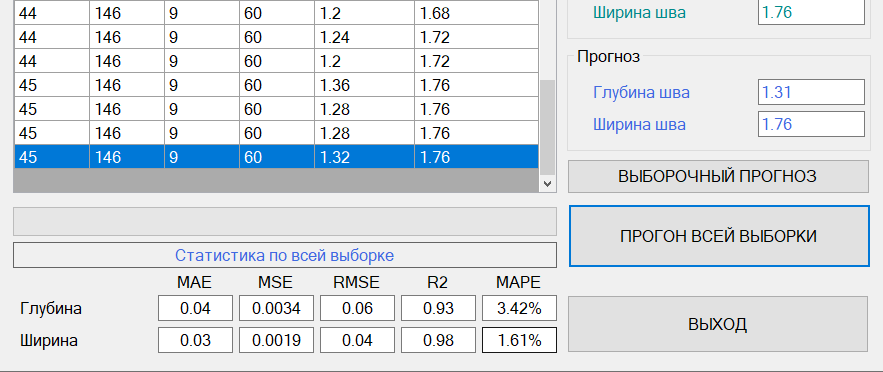 44 146 9 60 1.2 1.68
44 146 9 60 1.24 1.72
44 146 9 60 1.2 1.72
45 146 9 60 1.36 1.76
45 146 9 60 1.28 1.76
45 146 9 60 1.28 1.76
45 146 9 60 1.32 1.76
Ширина шва 1.76
Прогноз
Глубина шва 1.31
Ширина шва 1.76
ВЫБОРОЧНЫЙ ПРОГНОЗ
ПРОГОН ВСЕЙ ВЫБОРКИ
Статистика по всей выборке
MAE MSE RMSE R2 MAPE
Глубина 0.04 0.0034 0.06 0.93 3.42%
Ширина 0.03 0.0019 0.04 0.98 1.61%
ВЫХОД